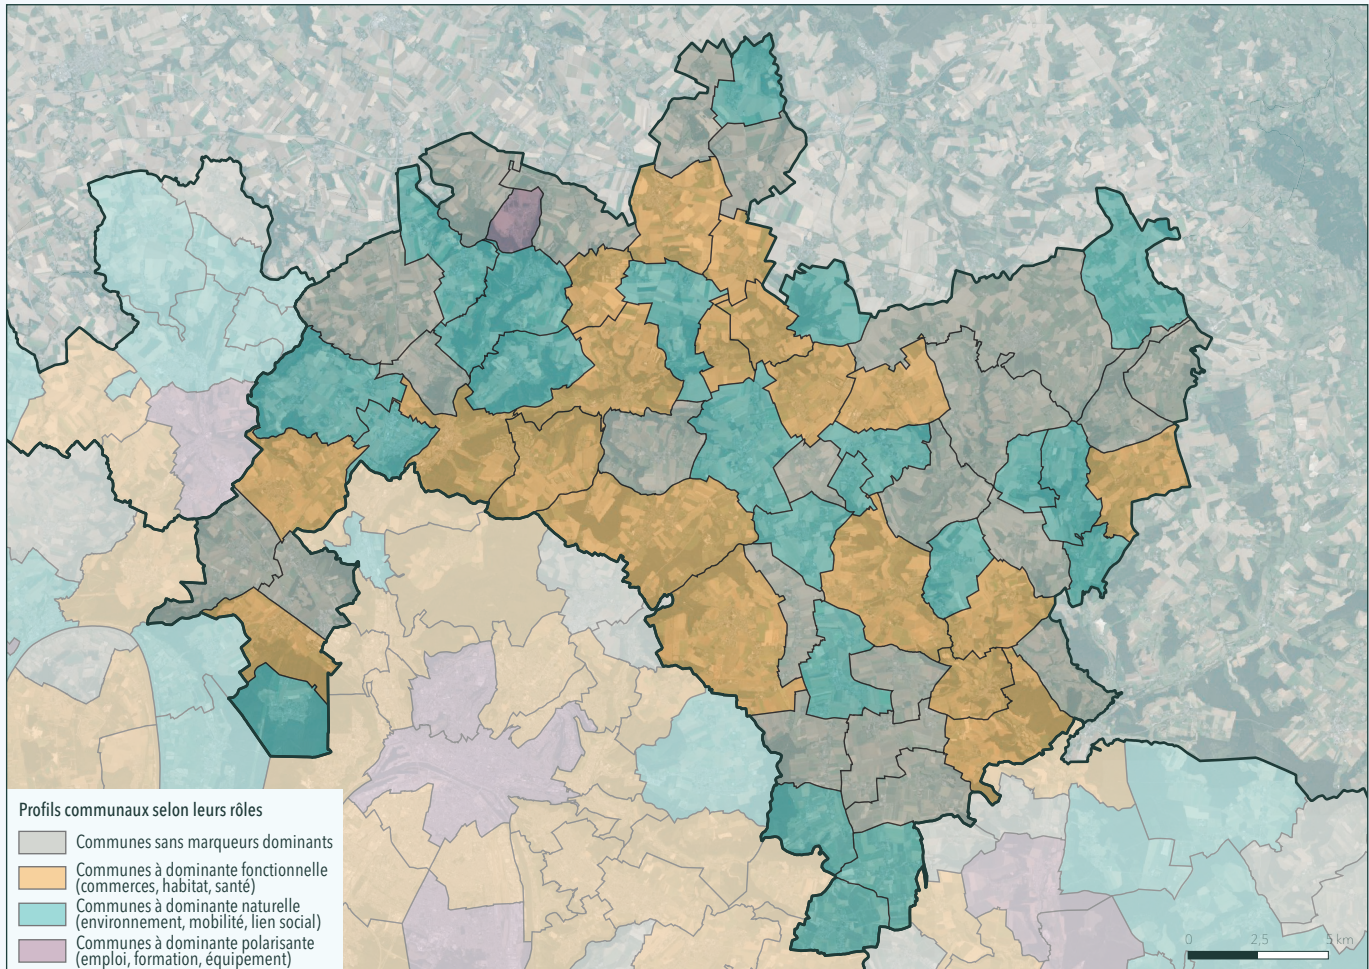 Profils communaux selon leurs rôles
Communes sans marqueurs dominants
Communes à dominante fonctionnelle
(commerces, habitat, santé)
Communes à dominante naturelle
(environnement, mobilité, lien social)
Communes à dominante polarisante
(emploi, formation, équipement)
0 2,5 5 km